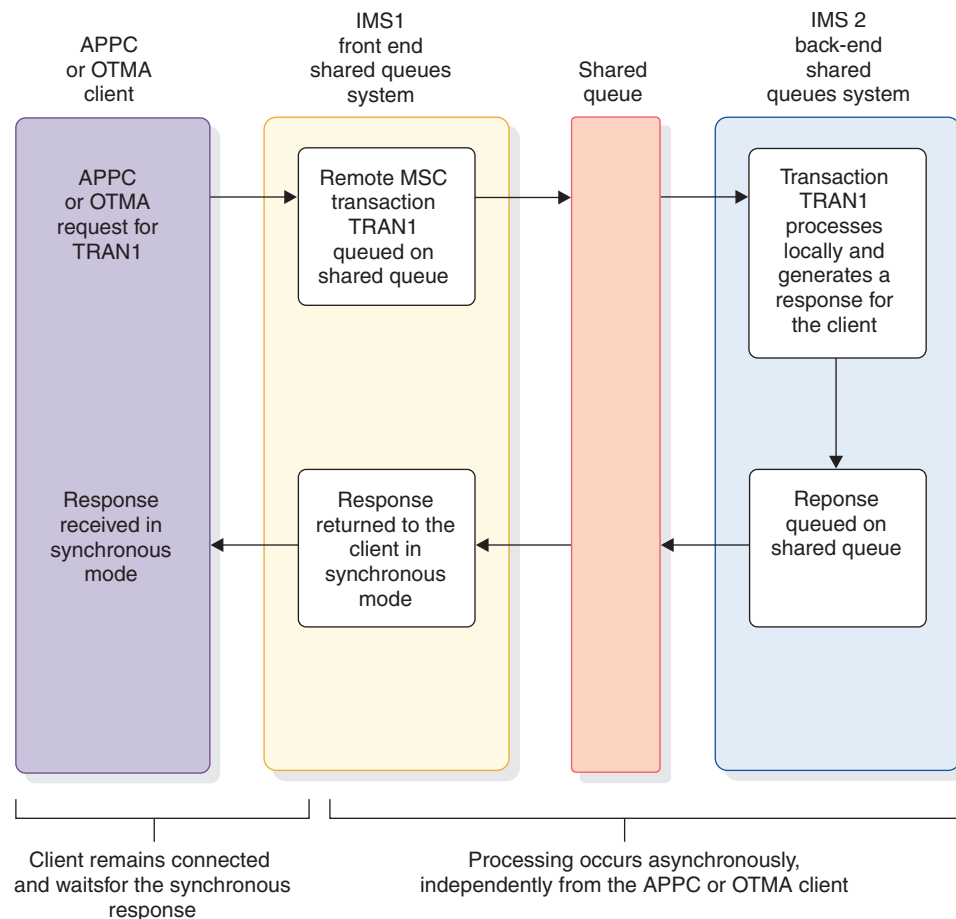 APPC
or OTMA
client
IMS1
front end
shared queues
system
Shared
queue
IMS 2
back-end
shared
queues system
APPC
or OTMA
request for
TRAN1
Remote MSC
transaction
TRAN1
queued on
shared queue
Transaction
TRAN1
processes
locally and
generates a
response for
the client
Response
received in
synchronous
mode
Response
returned to the
client in
synchronous
mode
Reponse
queued on
shared queue
Client remains connected
and waitsfor the synchronous
response
Processing occurs asynchronously,
independently from the APPC or OTMA client